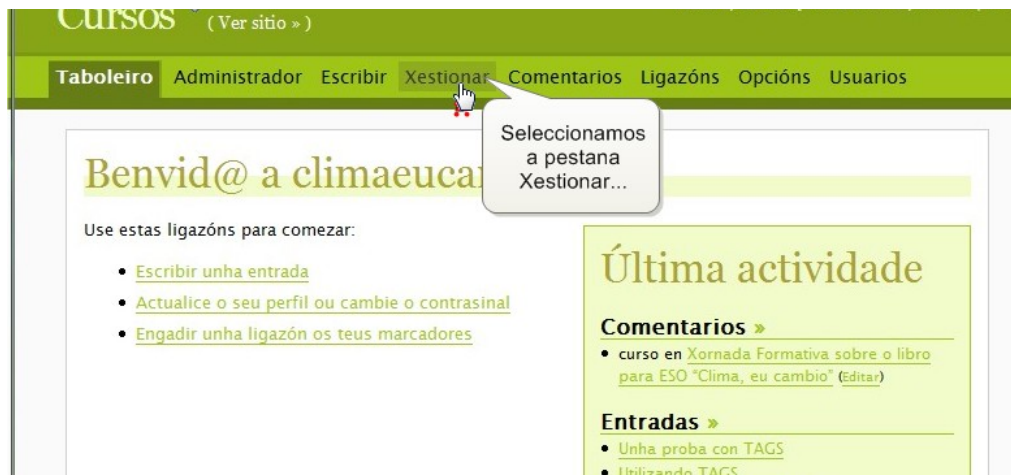 Cursos ( Ver sitio » )
Taboleiro Administrador Escribir Xestionar Comentarios Ligazóns Opcións Usuarios
Seleccionamos
a pestana
Xestionar...
Benvid@ a
Use estas ligazóns para comezar:
Escribir unha entrada
Actualice o seu perfil ou cambie o contrasinal
Engadir unha ligazón os teus marcadores
Última actividade
Comentarios »
curso en Xornada Formativa sobre o libro
para ESO "Clima, eu cambio" (Editar)
Entradas »
Unha proba con TAGS
Utilizando TAGS